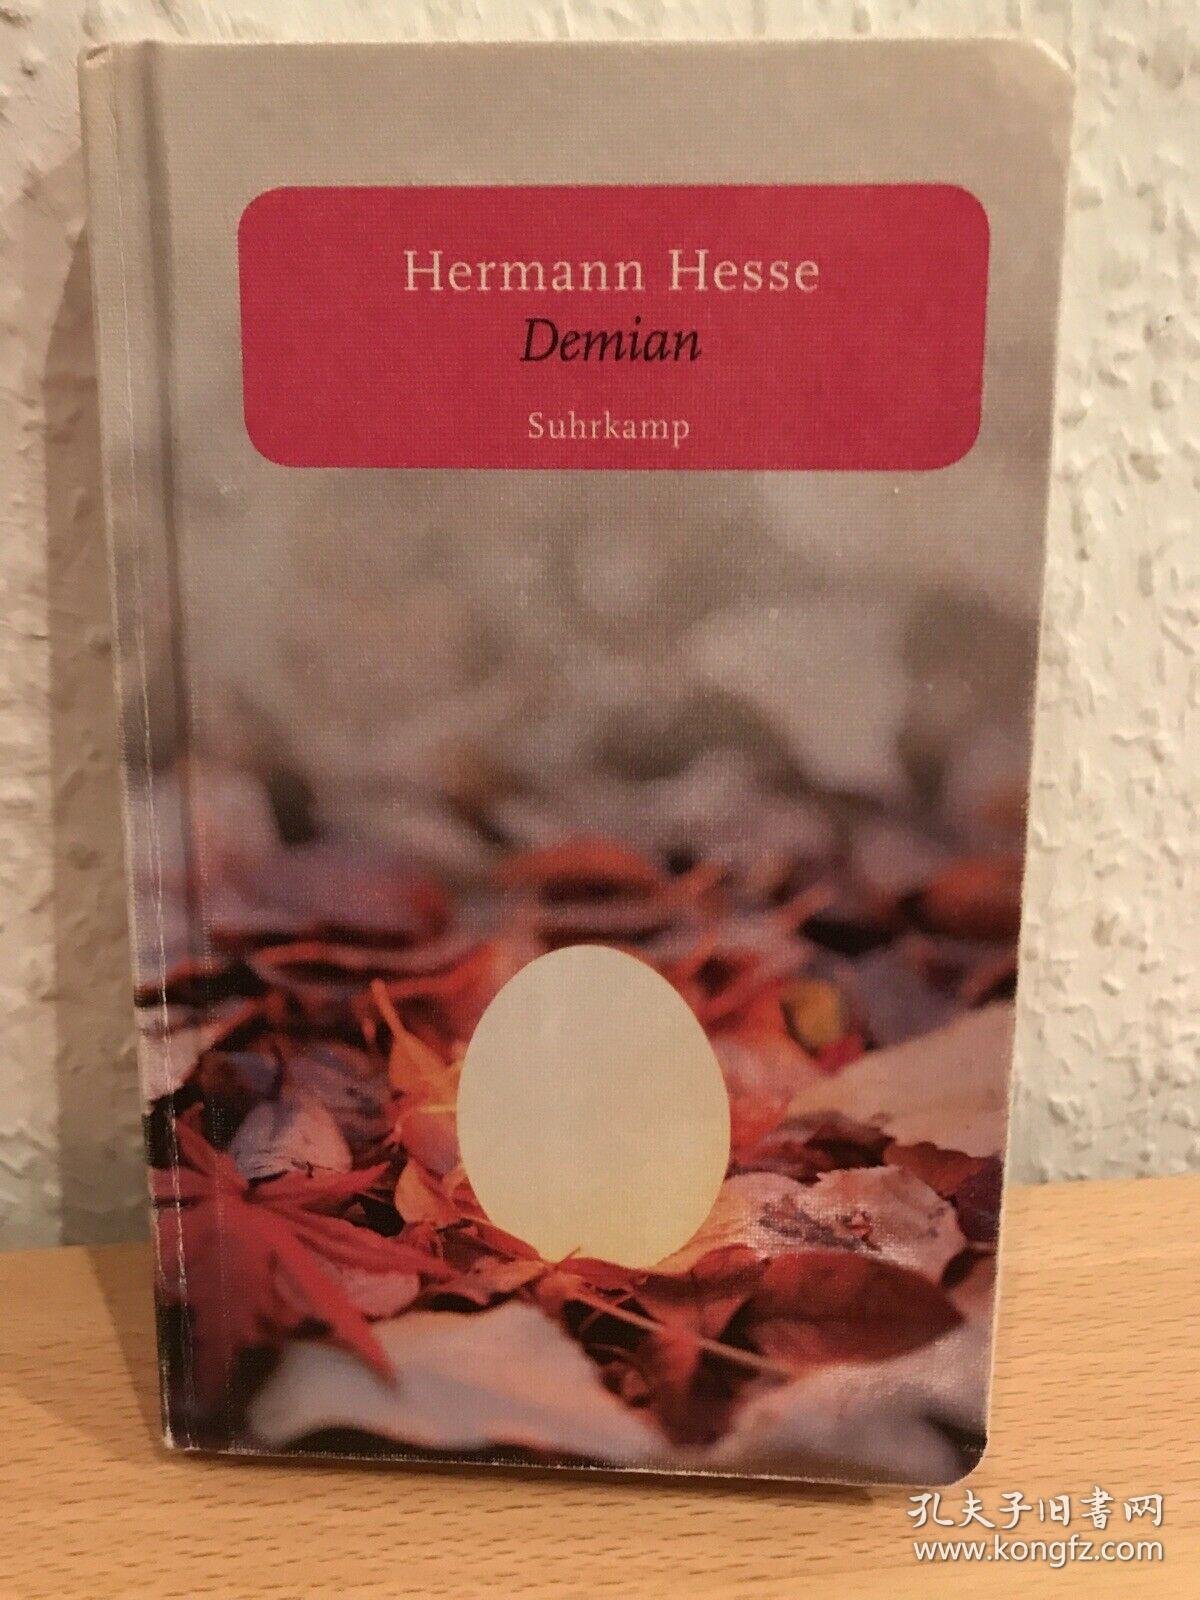 Hermann Hesse
Demian
Suhrkamp
孔夫子旧书网
www.kongfz.com